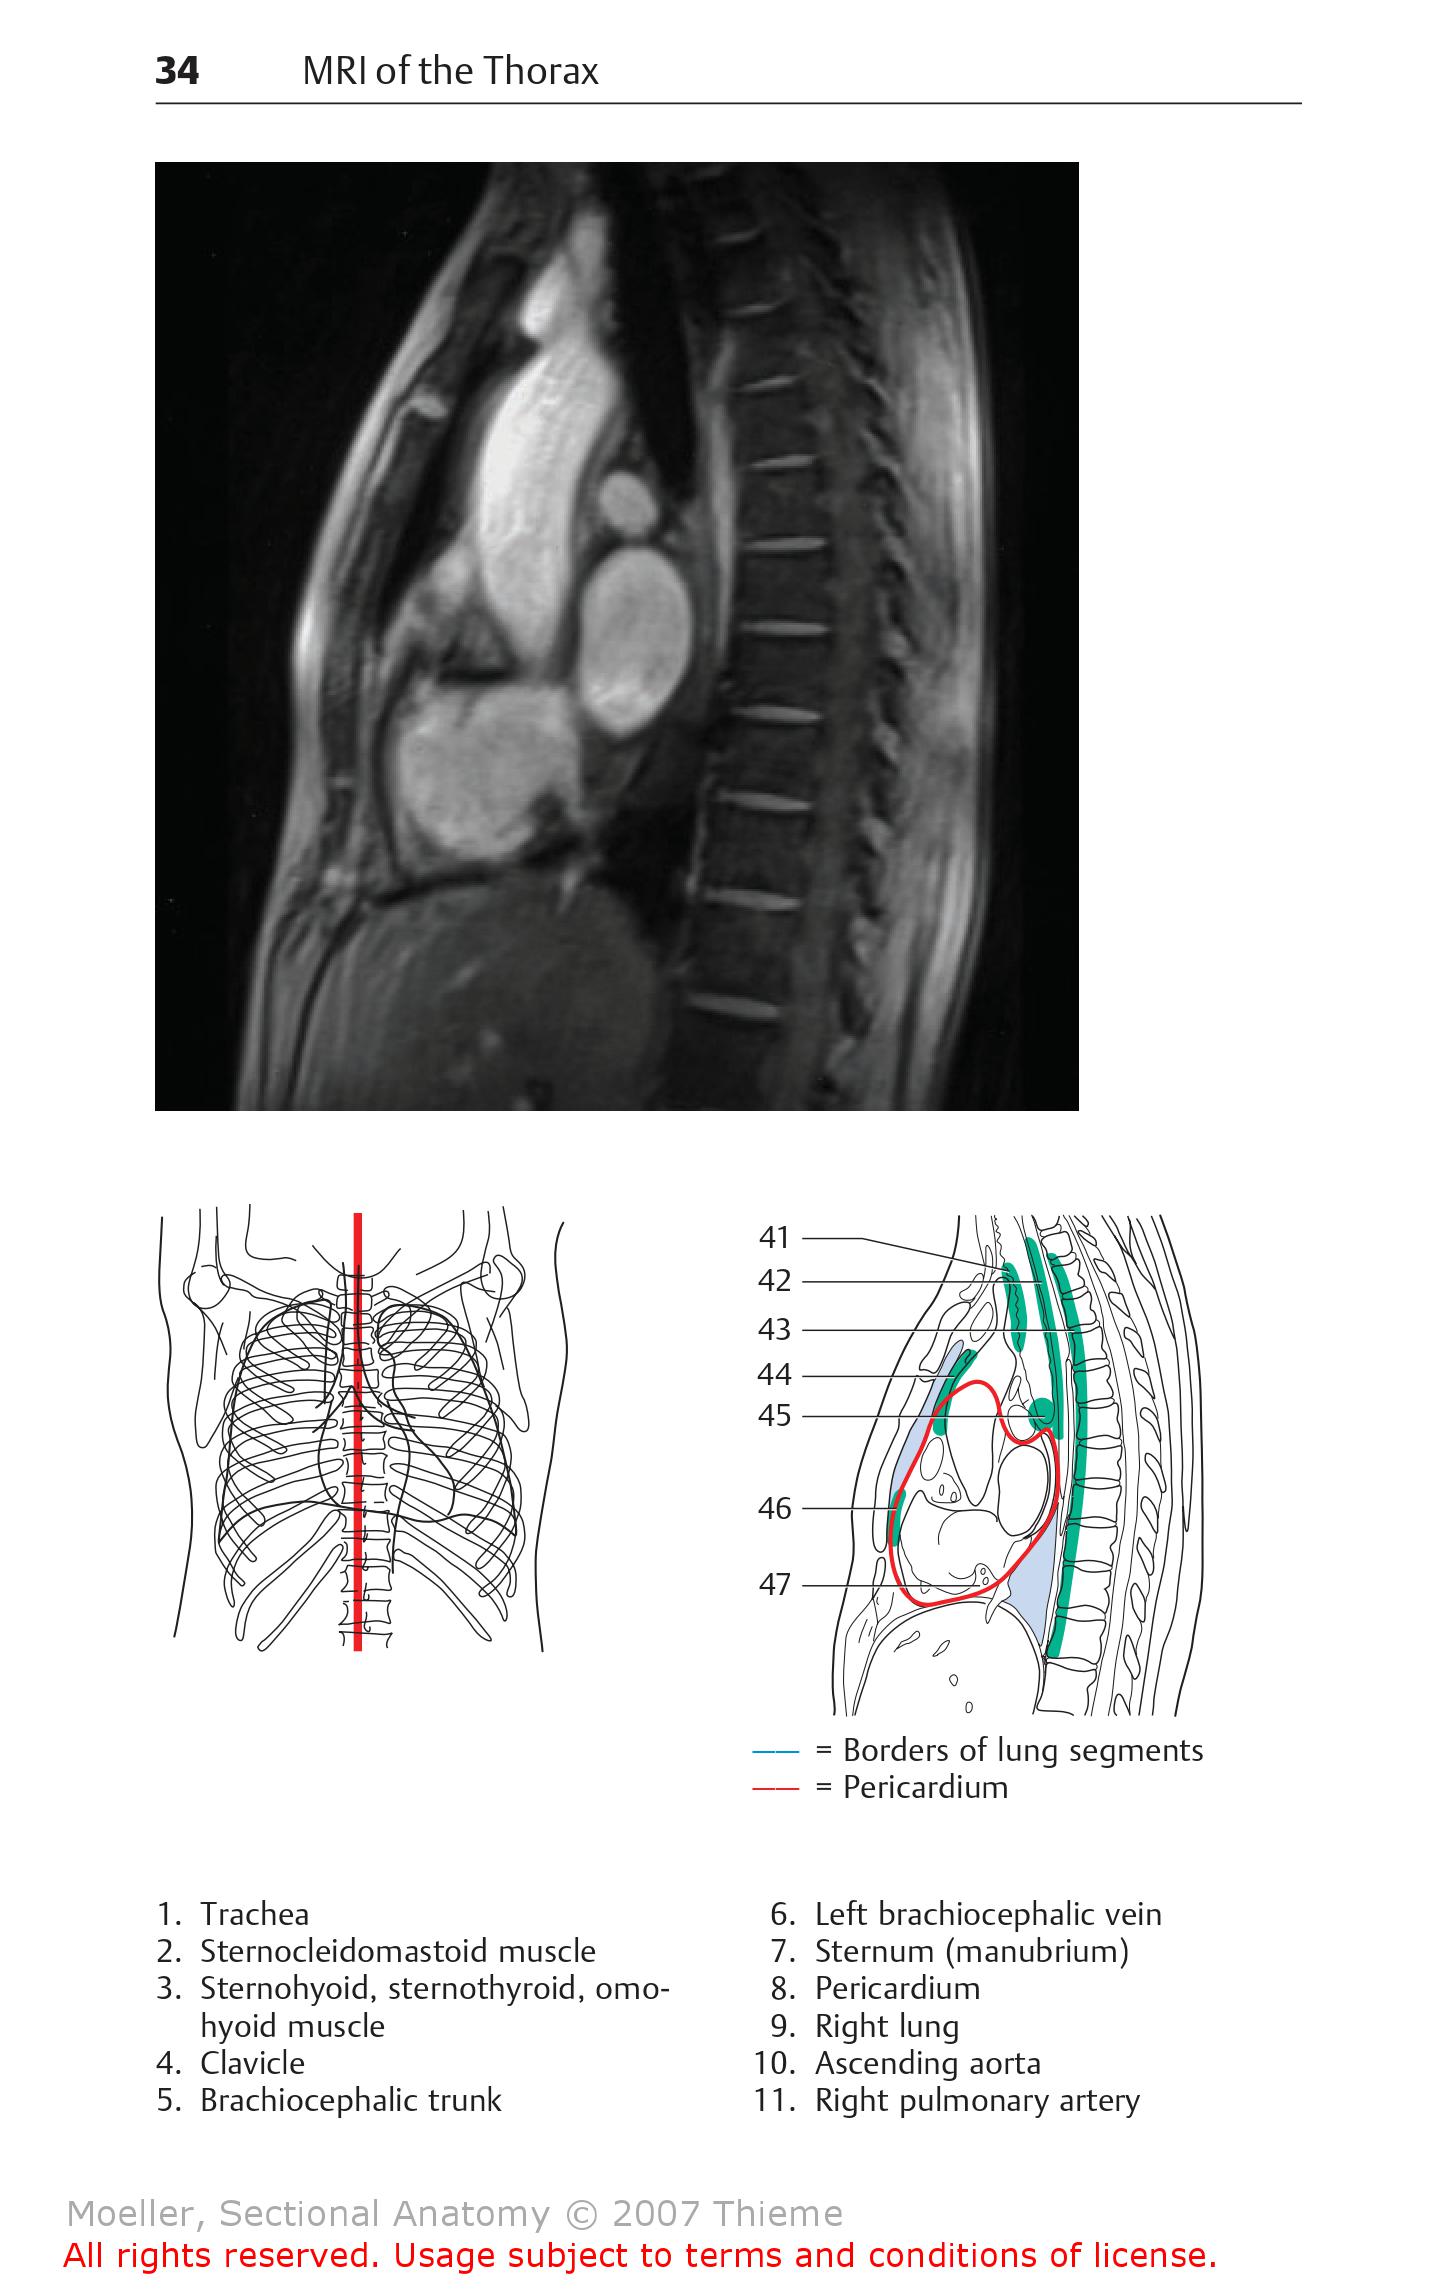 34 MRI of the Thorax
41
42
43
44
45
46
47
= Borders of lung segments
= Pericardium
1. Trachea
2. Sternocleidomastoid muscle
3. Sternohyoid, sternothyroid, omo-
hyoid muscle
4. Clavicle
5. Brachiocephalic trunk
6. Left brachiocephalic vein
7. Sternum (manubrium)
8. Pericardium
9. Right lung
10. Ascending aorta
11. Right pulmonary artery
Moeller, Sectional Anatomy © 2007 Thieme
All rights reserved. Usage subject to terms and conditions of license.